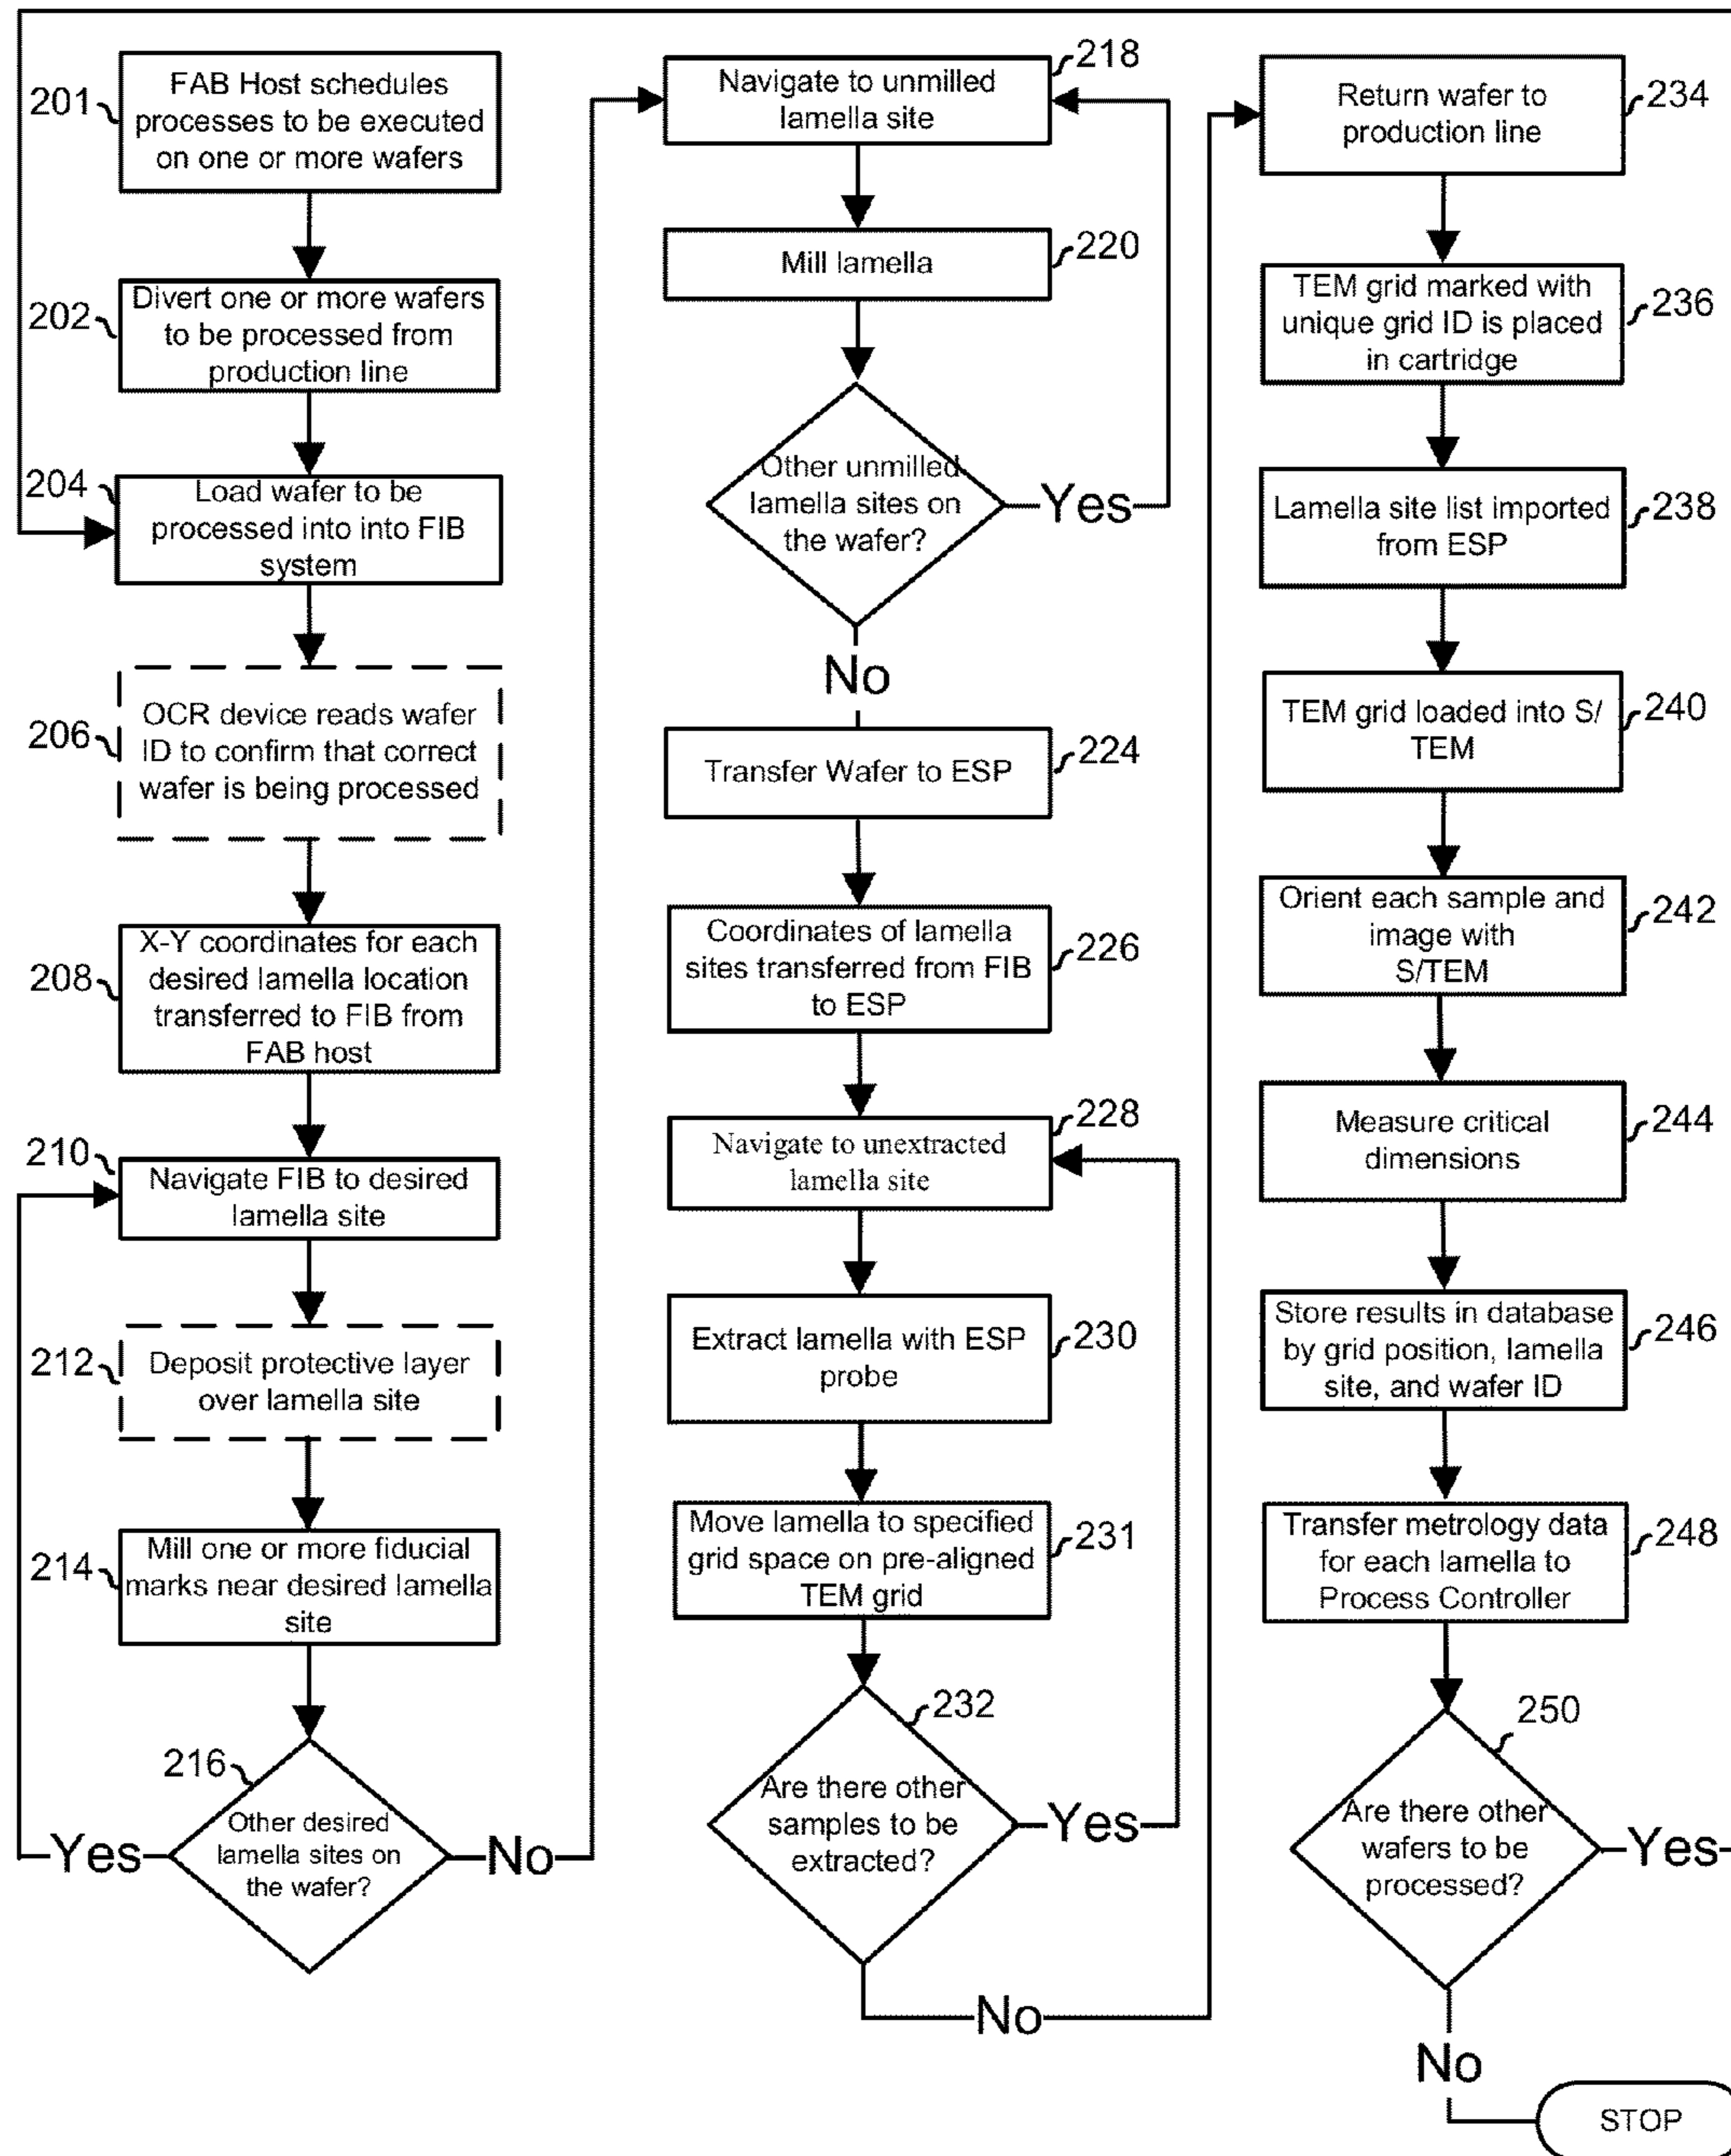 201
FAB Host schedules
processes to be executed
on one or more wafers
202
Divert one or more wafers
to be processed from
production line
204
Load wafer to be
processed into into FIB
system
206
OCR device reads wafer
ID to confirm that correct
wafer is being processed
208
X-Y coordinates for each
desired lamella location
transferred to FIB from
FAB host
210
Navigate FIB to desired
lamella site
212
Deposit protective layer
over lamella site
214
Mill one or more fiducial
marks near desired lamella
site
216
Other desired
lamella sites on
the wafer?
Yes
No
218
Navigate to unmilled
lamella site
220
Mill lamella
Other unmilled
lamella sites on
the wafer?
Yes
No
224
Transfer Wafer to ESP
226
Coordinates of lamella
sites transferred from FIB
to ESP
228
Navigate to unextracted
lamella site
230
Extract lamella with ESP
probe
231
Move lamella to specified
grid space on pre-aligned
TEM grid
232
Are there other
samples to be
extracted?
Yes
No
234
Return wafer to
production line
236
TEM grid marked with
unique grid ID is placed
in cartridge
238
Lamella site list imported
from ESP
240
TEM grid loaded into S/
TEM
242
Orient each sample and
image with
S/TEM
244
Measure critical
dimensions
246
Store results in database
by grid position, lamella
site, and wafer ID
248
Transfer metrology data
for each lamella to
Process Controller
250
Are there other
wafers to be
processed?
Yes
No
STOP